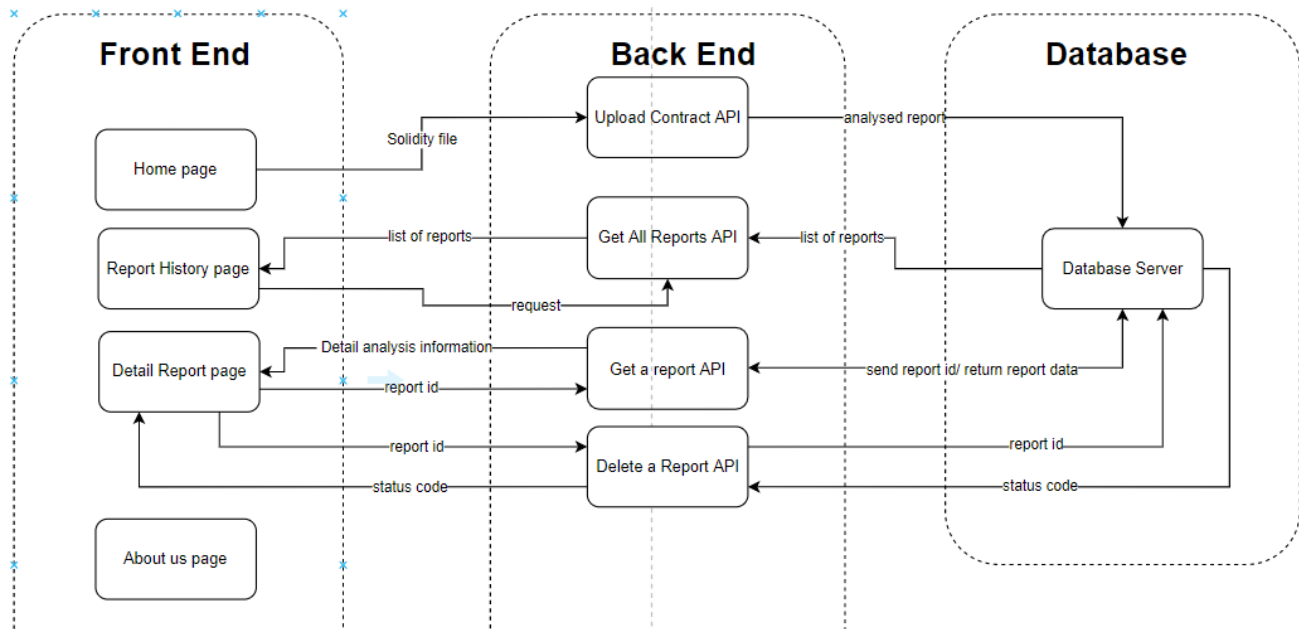 Front End
Back End
Database
Upload Contract API
analysed report
Solidity file
Home page
list of reports
Get All Reports API
list of reports
Report History page
Database Server
request
Detail analysis information
Detail Report page
Get a report API
send report id/ return report data
report id
report id
report id
Delete a Report API
status code
status code
About us page